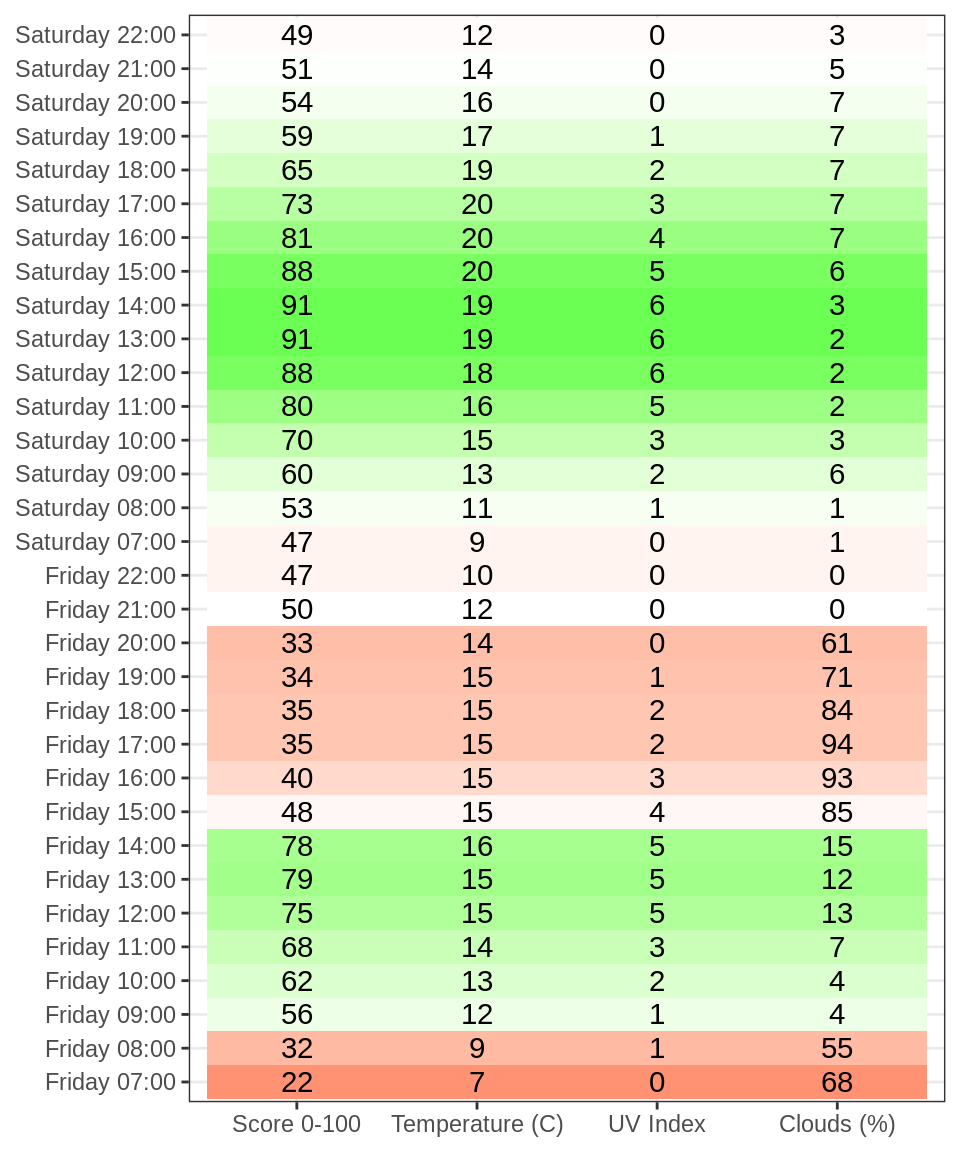 Saturday 22:00 49 12 0 3
Saturday 21:00 51 14 0 5
Saturday 20:00 54 16 0 7
Saturday 19:00 59 17 1 7
Saturday 18:00 65 19 2 7
Saturday 17:00 73 20 3 7
Saturday 16:00 81 20 4 7
Saturday 15:00 88 20 5 6
Saturday 14:00 91 19 6 3
Saturday 13:00 91 19 6 2
Saturday 12:00 88 18 6 2
Saturday 11:00 80 16 5 2
Saturday 10:00 70 15 3 3
Saturday 09:00 60 13 2 6
Saturday 08:00 53 11 1 1
Saturday 07:00 47 9 0 1
Friday 22:00 47 10 0 0
Friday 21:00 50 12 0 0
Friday 20:00 33 14 0 61
Friday 19:00 34 15 1 71
Friday 18:00 35 15 2 84
Friday 17:00 35 15 2 94
Friday 16:00 40 15 3 93
Friday 15:00 48 15 4 85
Friday 14:00 78 16 5 15
Friday 13:00 79 15 5 12
Friday 12:00 75 15 5 13
Friday 11:00 68 14 3 7
Friday 10:00 62 13 2 4
Friday 09:00 56 12 1 4
Friday 08:00 32 9 1 55
Friday 07:00 22 7 0 68
Score 0-100 Temperature (C) UV Index Clouds (%)